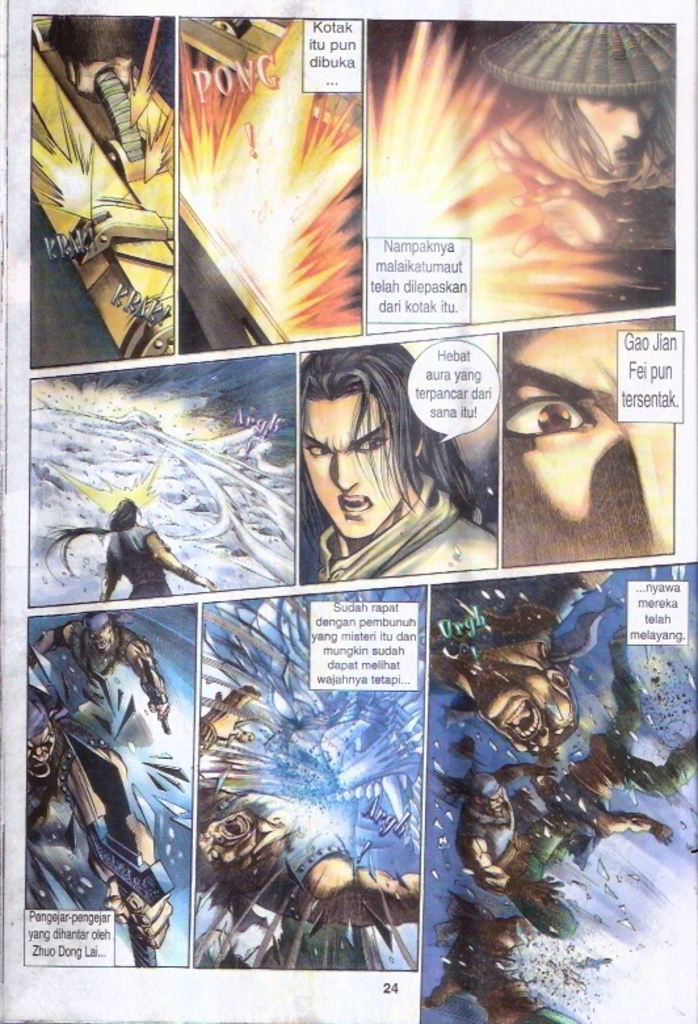 KRAK!
KRAK!
PONG
!
Kotak
itu pun
dibuka
...
Nampaknya
malaikatumaut
telah dilepaskan
dari kotak itu.
Argh
Hebat
aura yang
terpancar dari
sana itu!
Gao Jian
Fei pun
tersentak.
Pengejar-pengejar
yang dihantar oleh
Zhuo Dong Lai...
Sudah rapat
dengan pembunuh
yang misteri itu dan
mungkin sudah
dapat melihat
wajahnya tetapi...
Argh
Urgh
...nyawa
mereka
telah
melayang.
24